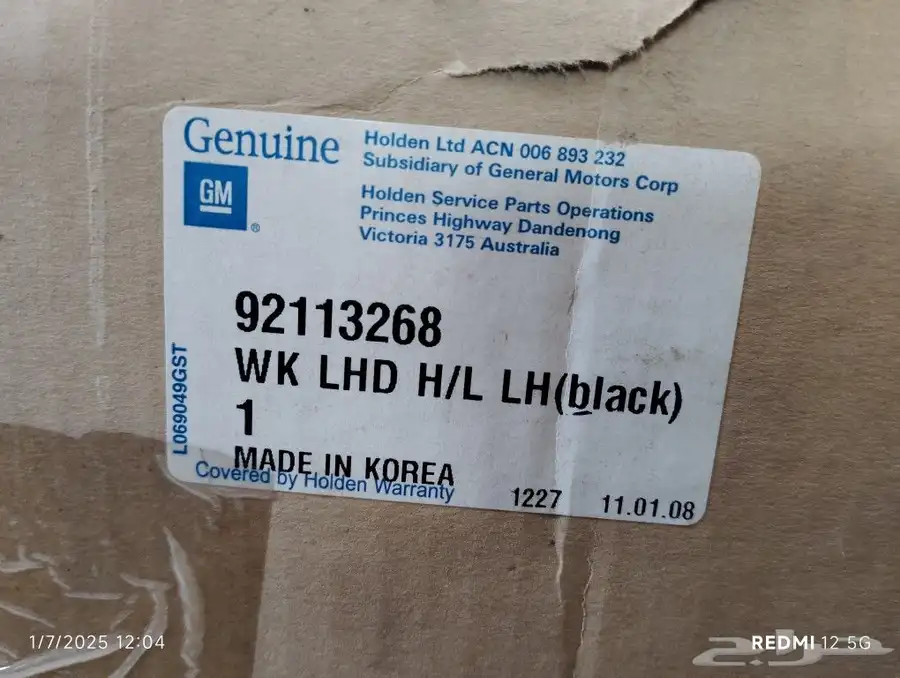 Genuine
GM
®
Holden Ltd ACN 006 893 232
Subsidiary of General Motors Corp
Holden Service Parts Operations
Princes Highway Dandenong
Victoria 3175 Australia
92113268
WK LHD H/L LH(black)
1
MADE IN KOREA
Covered by Holden Warranty
1227 11.01.08
L069049GST
1/7/2025 12:04
REDMI 12 5G
حراج